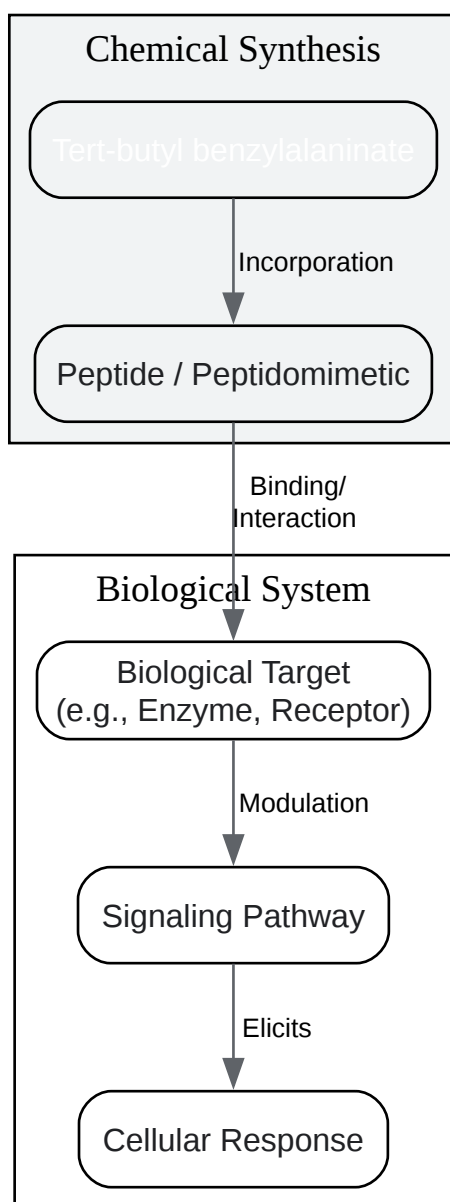 Chemical Synthesis
Tert-butyl benzylalaninate
Incorporation
Peptide / Peptidomimetic
Binding/
Interaction
Biological System
Biological Target
(e.g., Enzyme, Receptor)
Modulation
Signaling Pathway
Elicits
Cellular Response